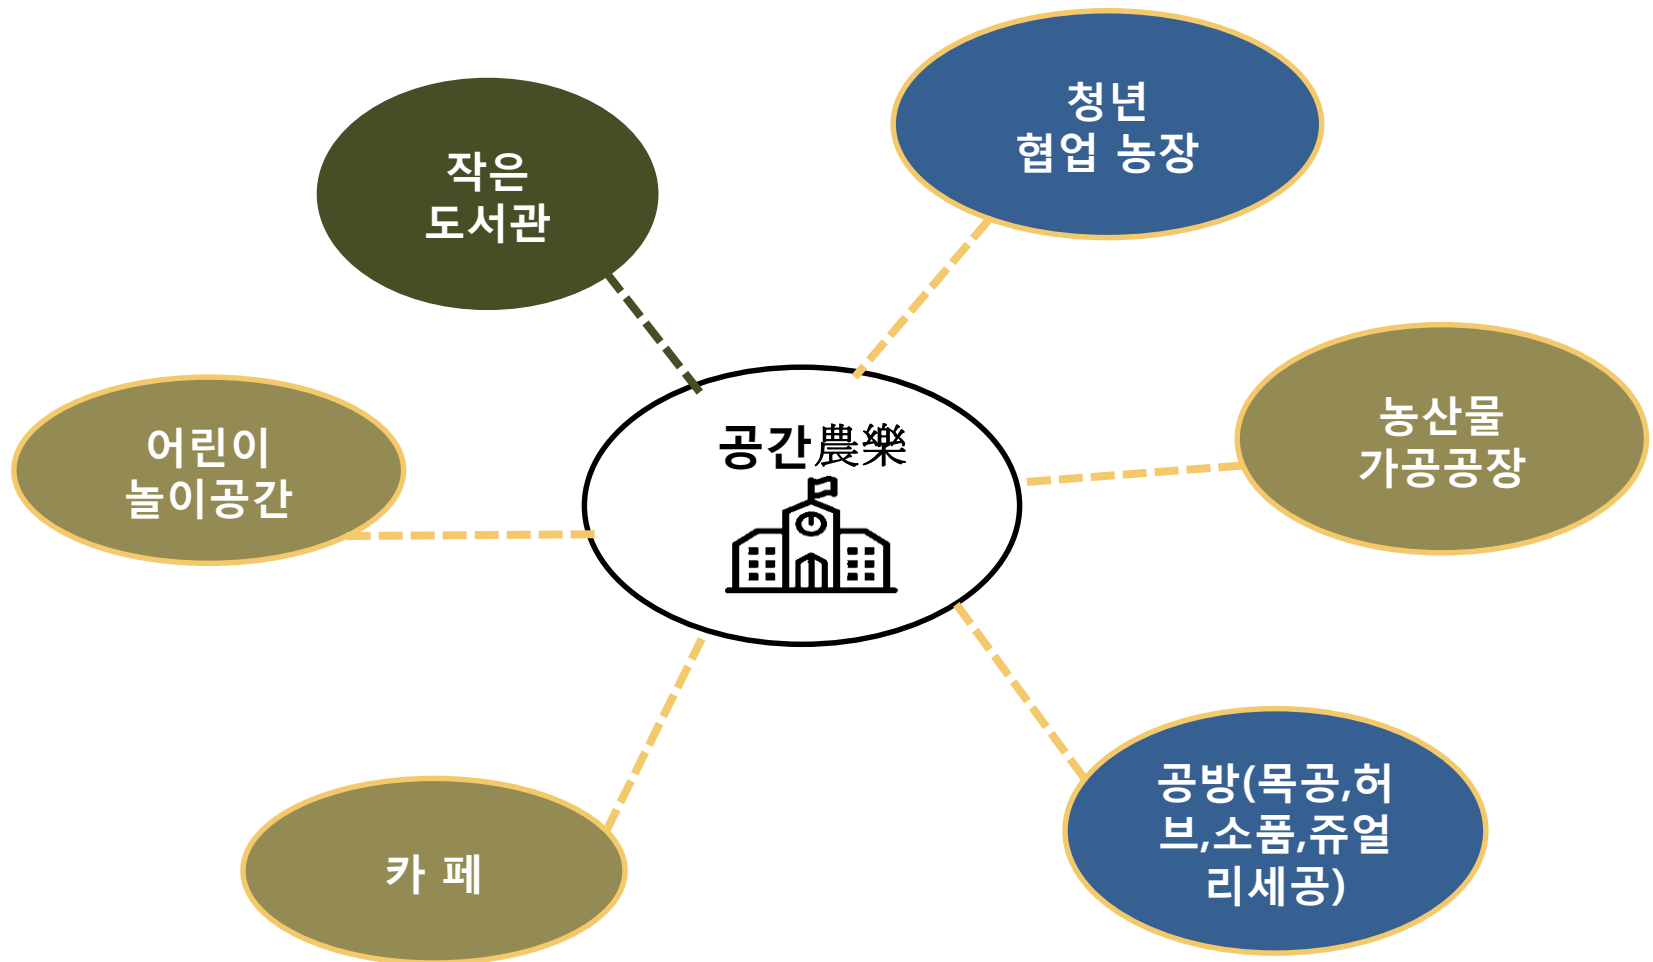 청년
협업 농장
작은
도서관
농산물
가공공장
공간農樂
어린이
놀이공간
공방(목공,허
브,소품,쥬얼
리세공)
카 페